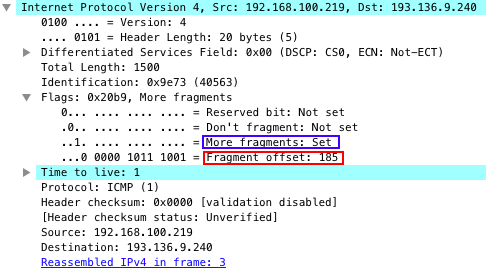 Internet Protocol Version 4, Src: 192.168.100.219, Dst: 193.136.9.240
0100 .... = Version: 4
.... 0101 = Header Length: 20 bytes (5)
Differentiated Services Field: 0x00 (DSCP: CS0, ECN: Not-ECT)
Total Length: 1500
Identification: 0x9e73 (40563)
Flags: 0x20b9, More fragments
0... .... .... .... = Reserved bit: Not set
.0.. .... .... .... = Don't fragment: Not set
..1. .... .... .... = More fragments: Set
...0 0000 1011 1001 = Fragment offset: 185
Time to live: 1
Protocol: ICMP (1)
Header checksum: 0x0000 [validation disabled]
[Header checksum status: Unverified]
Source: 192.168.100.219
Destination: 193.136.9.240
Reassembled IPv4 in frame: 3